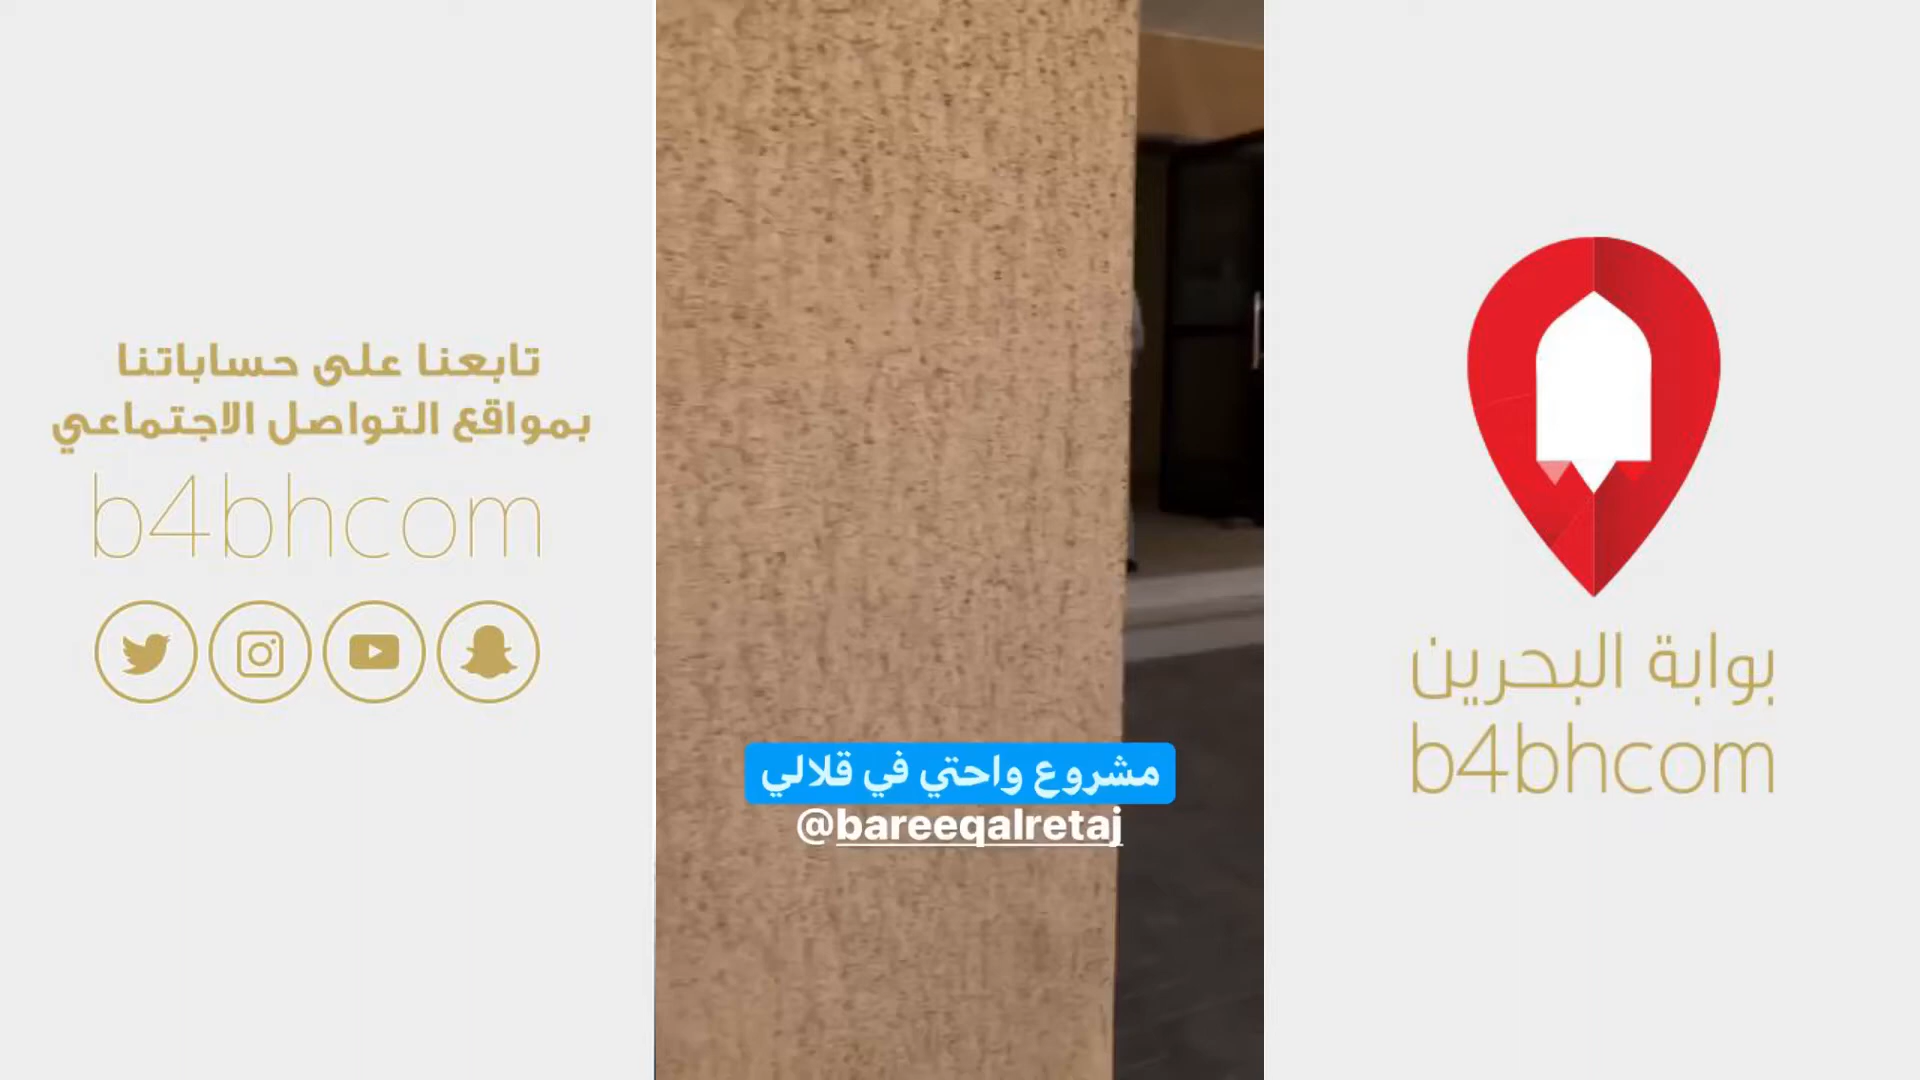 تابعنا على حساباتنا
بمواقع التواصل الاجتماعي
b4bhcom
مشروع واحتي في قلالي
@bareeqalretaj
بوابة البحرين
b4bhcom